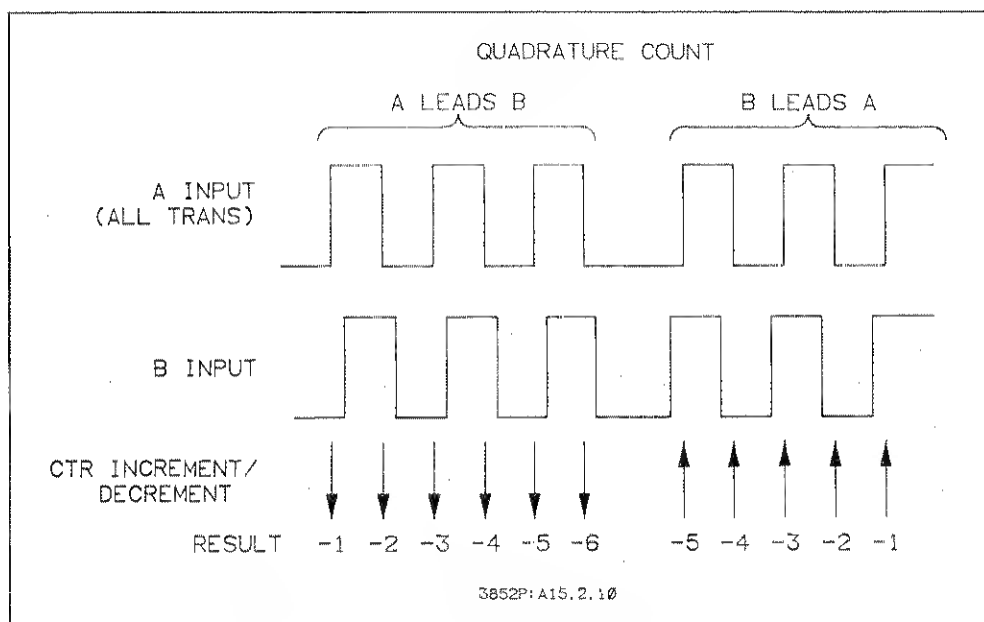 QUADRATURE COUNT
A LEADS B
B LEADS A
A INPUT
(ALL TRANS)
B INPUT
CTR INCREMENT/
DECREMENT
RESULT -1 -2 -3 -4 -5 -6 -5 -4 -3 -2 -1
3852P:A15.2.10